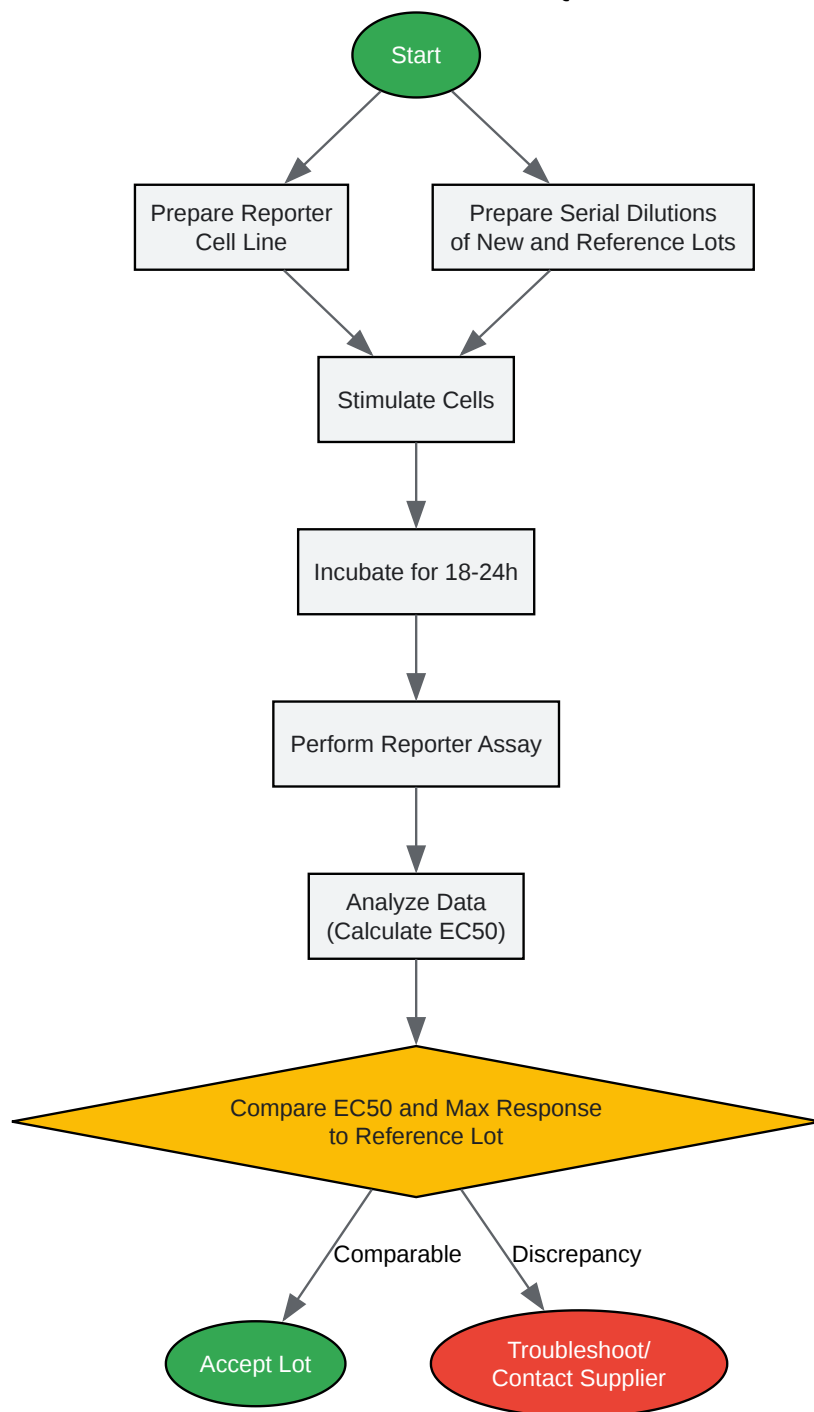 Start
Prepare Reporter
Cell Line
Prepare Serial Dilutions
of New and Reference Lots
Stimulate Cells
Incubate for 18-24h
Perform Reporter Assay
Analyze Data
(Calculate EC50)
Compare EC50 and Max Response
to Reference Lot
Comparable
Discrepancy
Accept Lot
Troubleshoot/
Contact Supplier